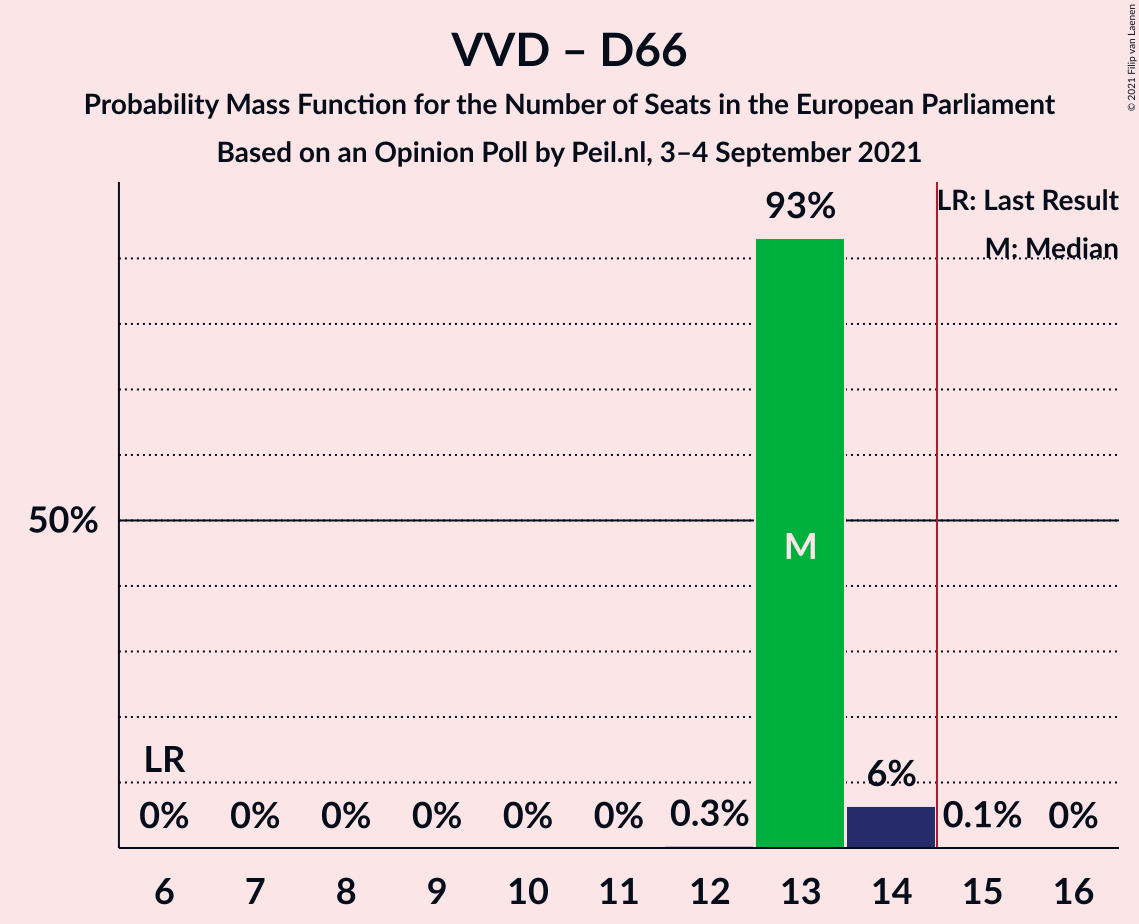 VVD – D66
Probability Mass Function for the Number of Seats in the European Parliament
Based on an Opinion Poll by Peil.nl, 3–4 September 2021
© 2021 Filip van Laenen
LR: Last Result
M: Median
93%
50%
M
LR
6%
0% 0% 0% 0% 0% 0% 0.3% 0.1% 0%
6 7 8 9 10 11 12 13 14 15 16